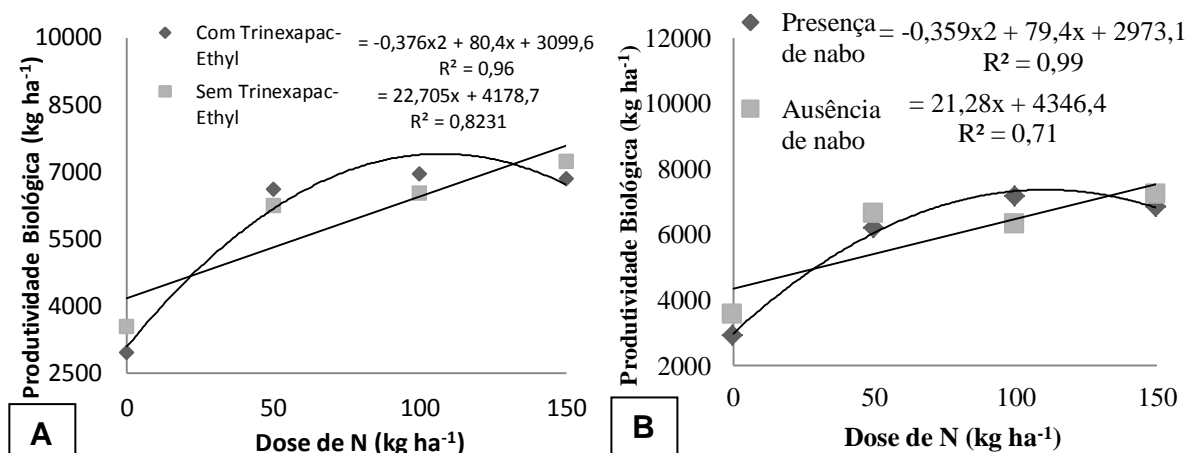 Produtividade Biológica (kg ha⁻¹)
10000
8500
7000
5500
4000
2500
Com Trinexapac-
Ethyl
= -0,376x2 + 80,4x + 3099,6
R² = 0,96
Sem Trinexapac-
Ethyl
= 22,705x + 4178,7
R² = 0,8231
0 50 100 150
Dose de N (kg ha⁻¹)
A
Produtividade Biológica (kg ha⁻¹)
12000
10000
8000
6000
4000
2000
Presença
de nabo
= -0,359x2 + 79,4x + 2973,1
R² = 0,99
Ausência
de nabo
= 21,28x + 4346,4
R² = 0,71
0 50 100 150
Dose de N (kg ha⁻¹)
B